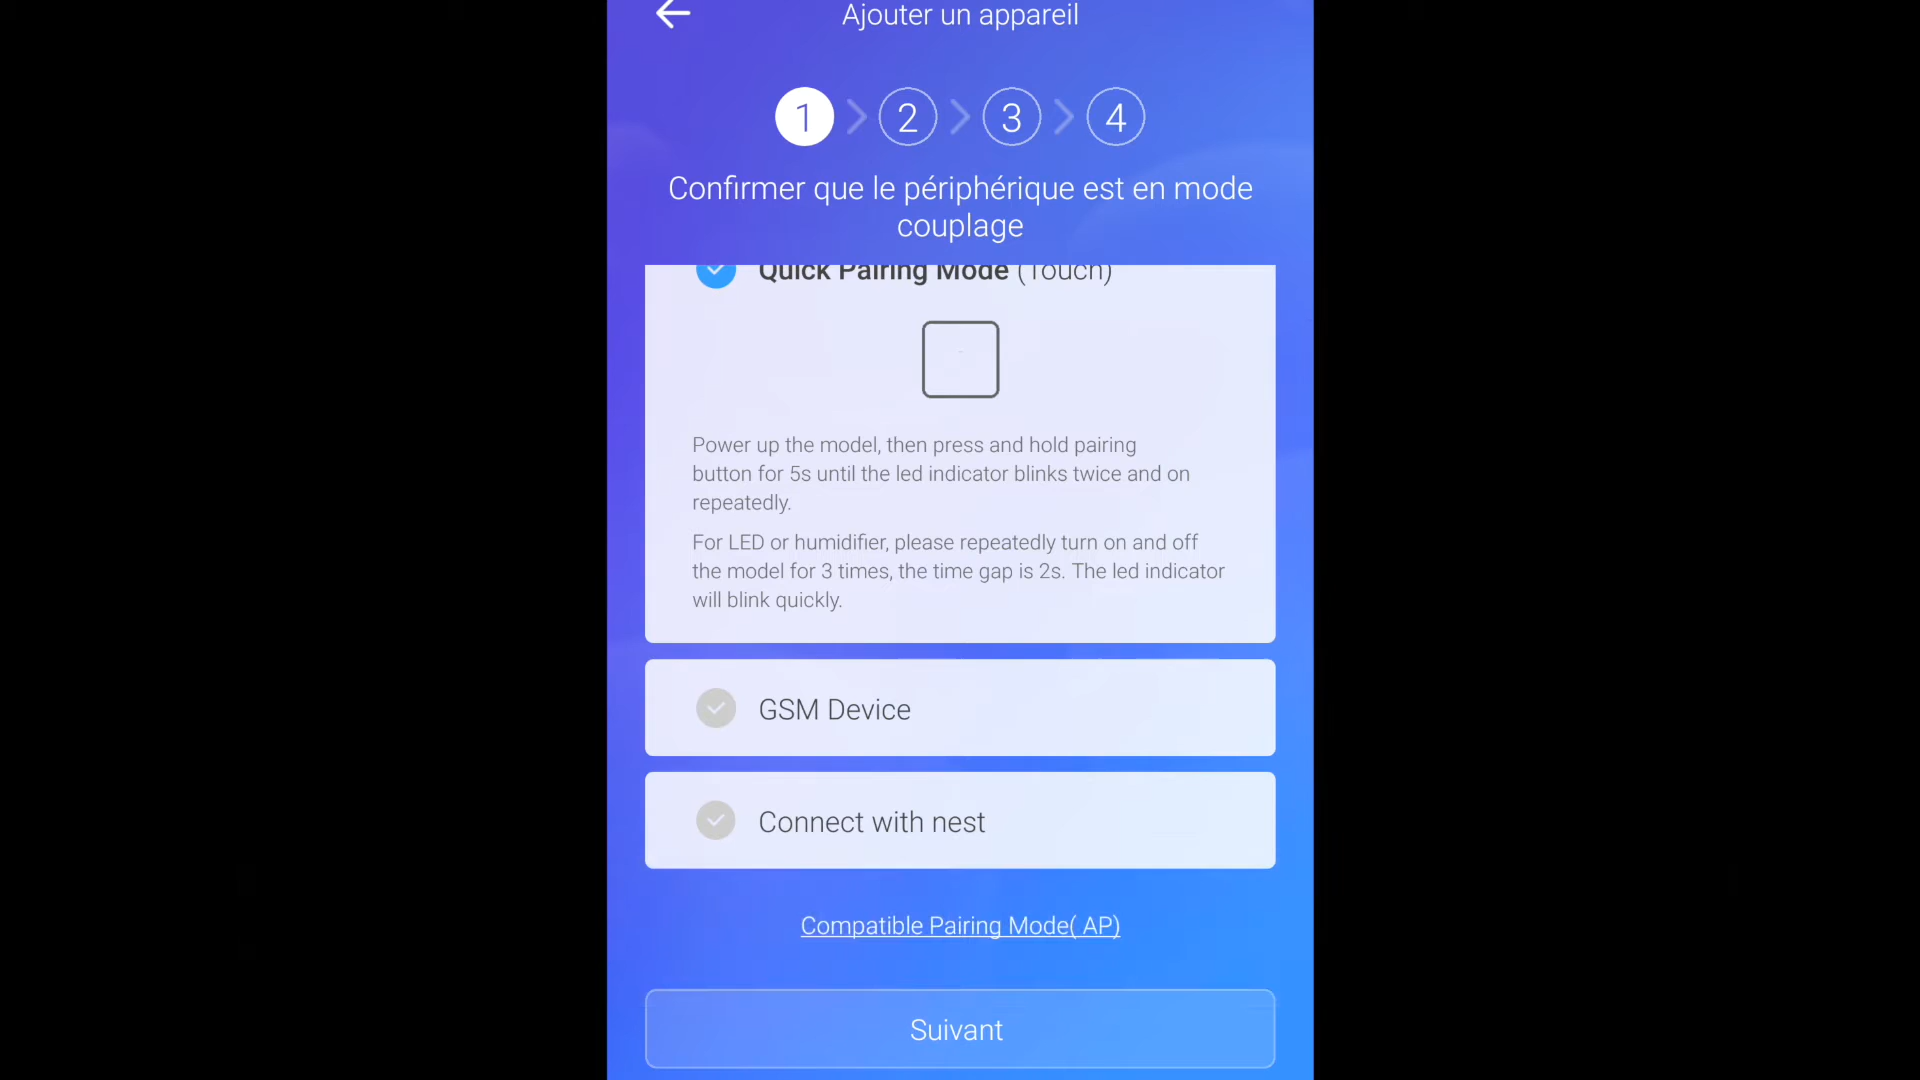 Ajouter un appareil
1 2 3 4
Confirmer que le périphérique est en mode
couplage
Quick Pairing Mode (Touch)
Power up the model, then press and hold pairing
button for 5s until the led indicator blinks twice and on
repeatedly.
For LED or humidifier, please repeatedly turn on and off
the model for 3 times, the time gap is 2s. The led indicator
will blink quickly.
GSM Device
Connect with nest
Compatible Pairing Mode( AP)
Suivant